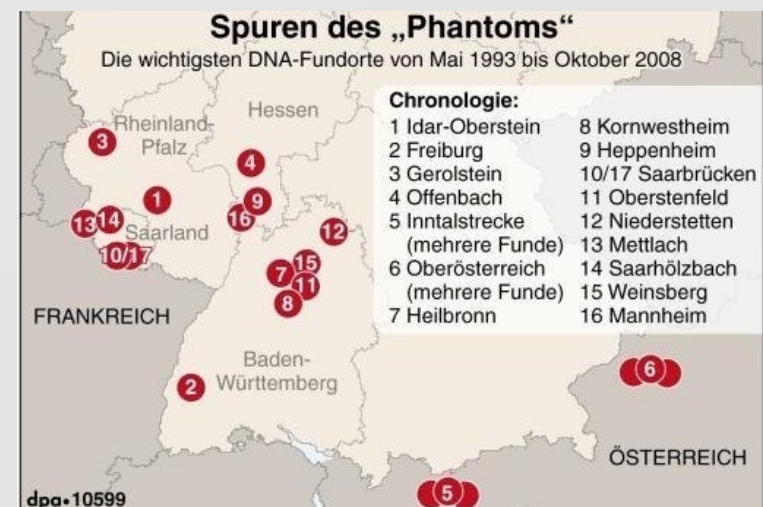 Spuren des „Phantoms“
Die wichtigsten DNA-Fundorte von Mai 1993 bis Oktober 2008
Chronologie:
1 Idar-Oberstein
2 Freiburg
3 Gerolstein
4 Offenbach
5 Inntalstrecke
(mehrere Funde)
6 Oberösterreich
(mehrere Funde)
7 Heilbronn
8 Kornwestheim
9 Heppenheim
10/17 Saarbrücken
11 Oberstenfeld
12 Niederstetten
13 Mettlach
14 Saarhölzbach
15 Weinsberg
16 Mannheim
Hessen
Rheinland-
Pfalz
3
4
1
9
16
13
14
Saarland
12
10/17
15
7
11
8
FRANKREICH
Baden-
Württemberg
2
6
ÖSTERREICH
5
dpa•10599